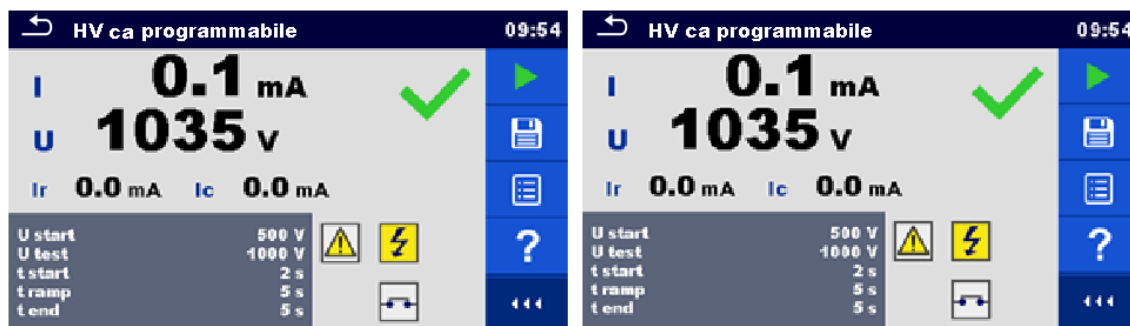 HV ca programmabile 09:54
I 0.1 mA
U 1035 V
Ir 0.0 mA Ic 0.0 mA
U start 500 V
U test 1000 V
t start 2 s
t ramp 5 s
t end 5 s
?
HV ca programmabile 09:54
I 0.1 mA
U 1035 V
Ir 0.0 mA Ic 0.0 mA
U start 500 V
U test 1000 V
t start 2 s
t ramp 5 s
t end 5 s
?